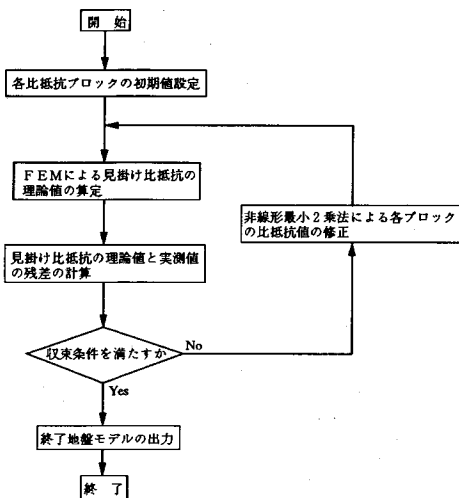 開 始
各比抵抗ブロックの初期値設定
FEMによる見掛け比抵抗の
理論値の算定
見掛け比抵抗の理論値と実測値
の残差の計算
収束条件を満たすか
No
Yes
非線形最小2乗法による各ブロック
の比抵抗値の修正
終了地盤モデルの出力
終 了